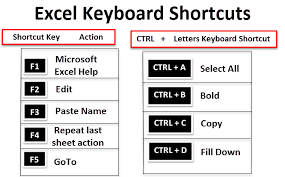 Excel Keyboard Shortcuts
Shortcut Key Action
F1 Microsoft
Excel Help
F2 Edit
F3 Paste Name
F4 Repeat last
sheet action
F5 GoTo
CTRL + Letters Keyboard Shortcut
CTRL + A Select All
CTRL + B Bold
CTRL + C Copy
CTRL + D Fill Down